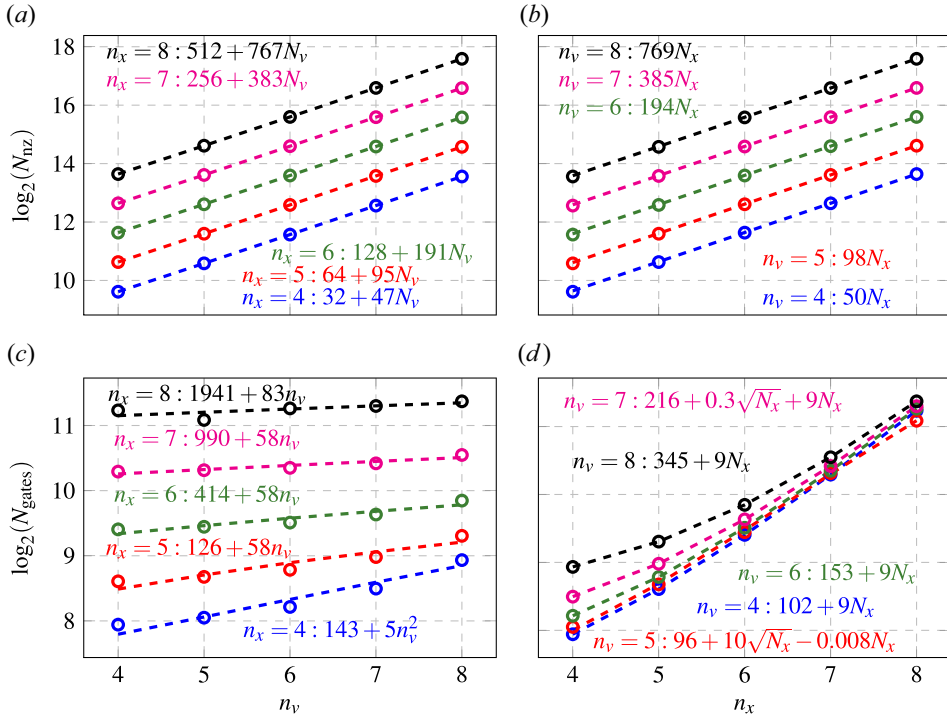 (a)
18
16
14
12
10
log₂(N_nz)
n_x = 8 : 512 + 767N_v
n_x = 7 : 256 + 383N_v
n_x = 6 : 128 + 191N_v
n_x = 5 : 64 + 95N_v
n_x = 4 : 32 + 47N_v
(b)
n_v = 8 : 769N_x
n_v = 7 : 385N_x
n_v = 6 : 194N_x
n_v = 5 : 98N_x
n_v = 4 : 50N_x
(c)
11
10
9
8
log₂(N_gates)
n_x = 8 : 1941 + 83n_v
n_x = 7 : 990 + 58n_v
n_x = 6 : 414 + 58n_v
n_x = 5 : 126 + 58n_v
n_x = 4 : 143 + 5n_v²
4 5 6 7 8
n_v
(d)
n_v = 7 : 216 + 0.3√N_x + 9N_x
n_v = 8 : 345 + 9N_x
n_v = 6 : 153 + 9N_x
n_v = 4 : 102 + 9N_x
n_v = 5 : 96 + 10√N_x − 0.008N_x
4 5 6 7 8
n_x